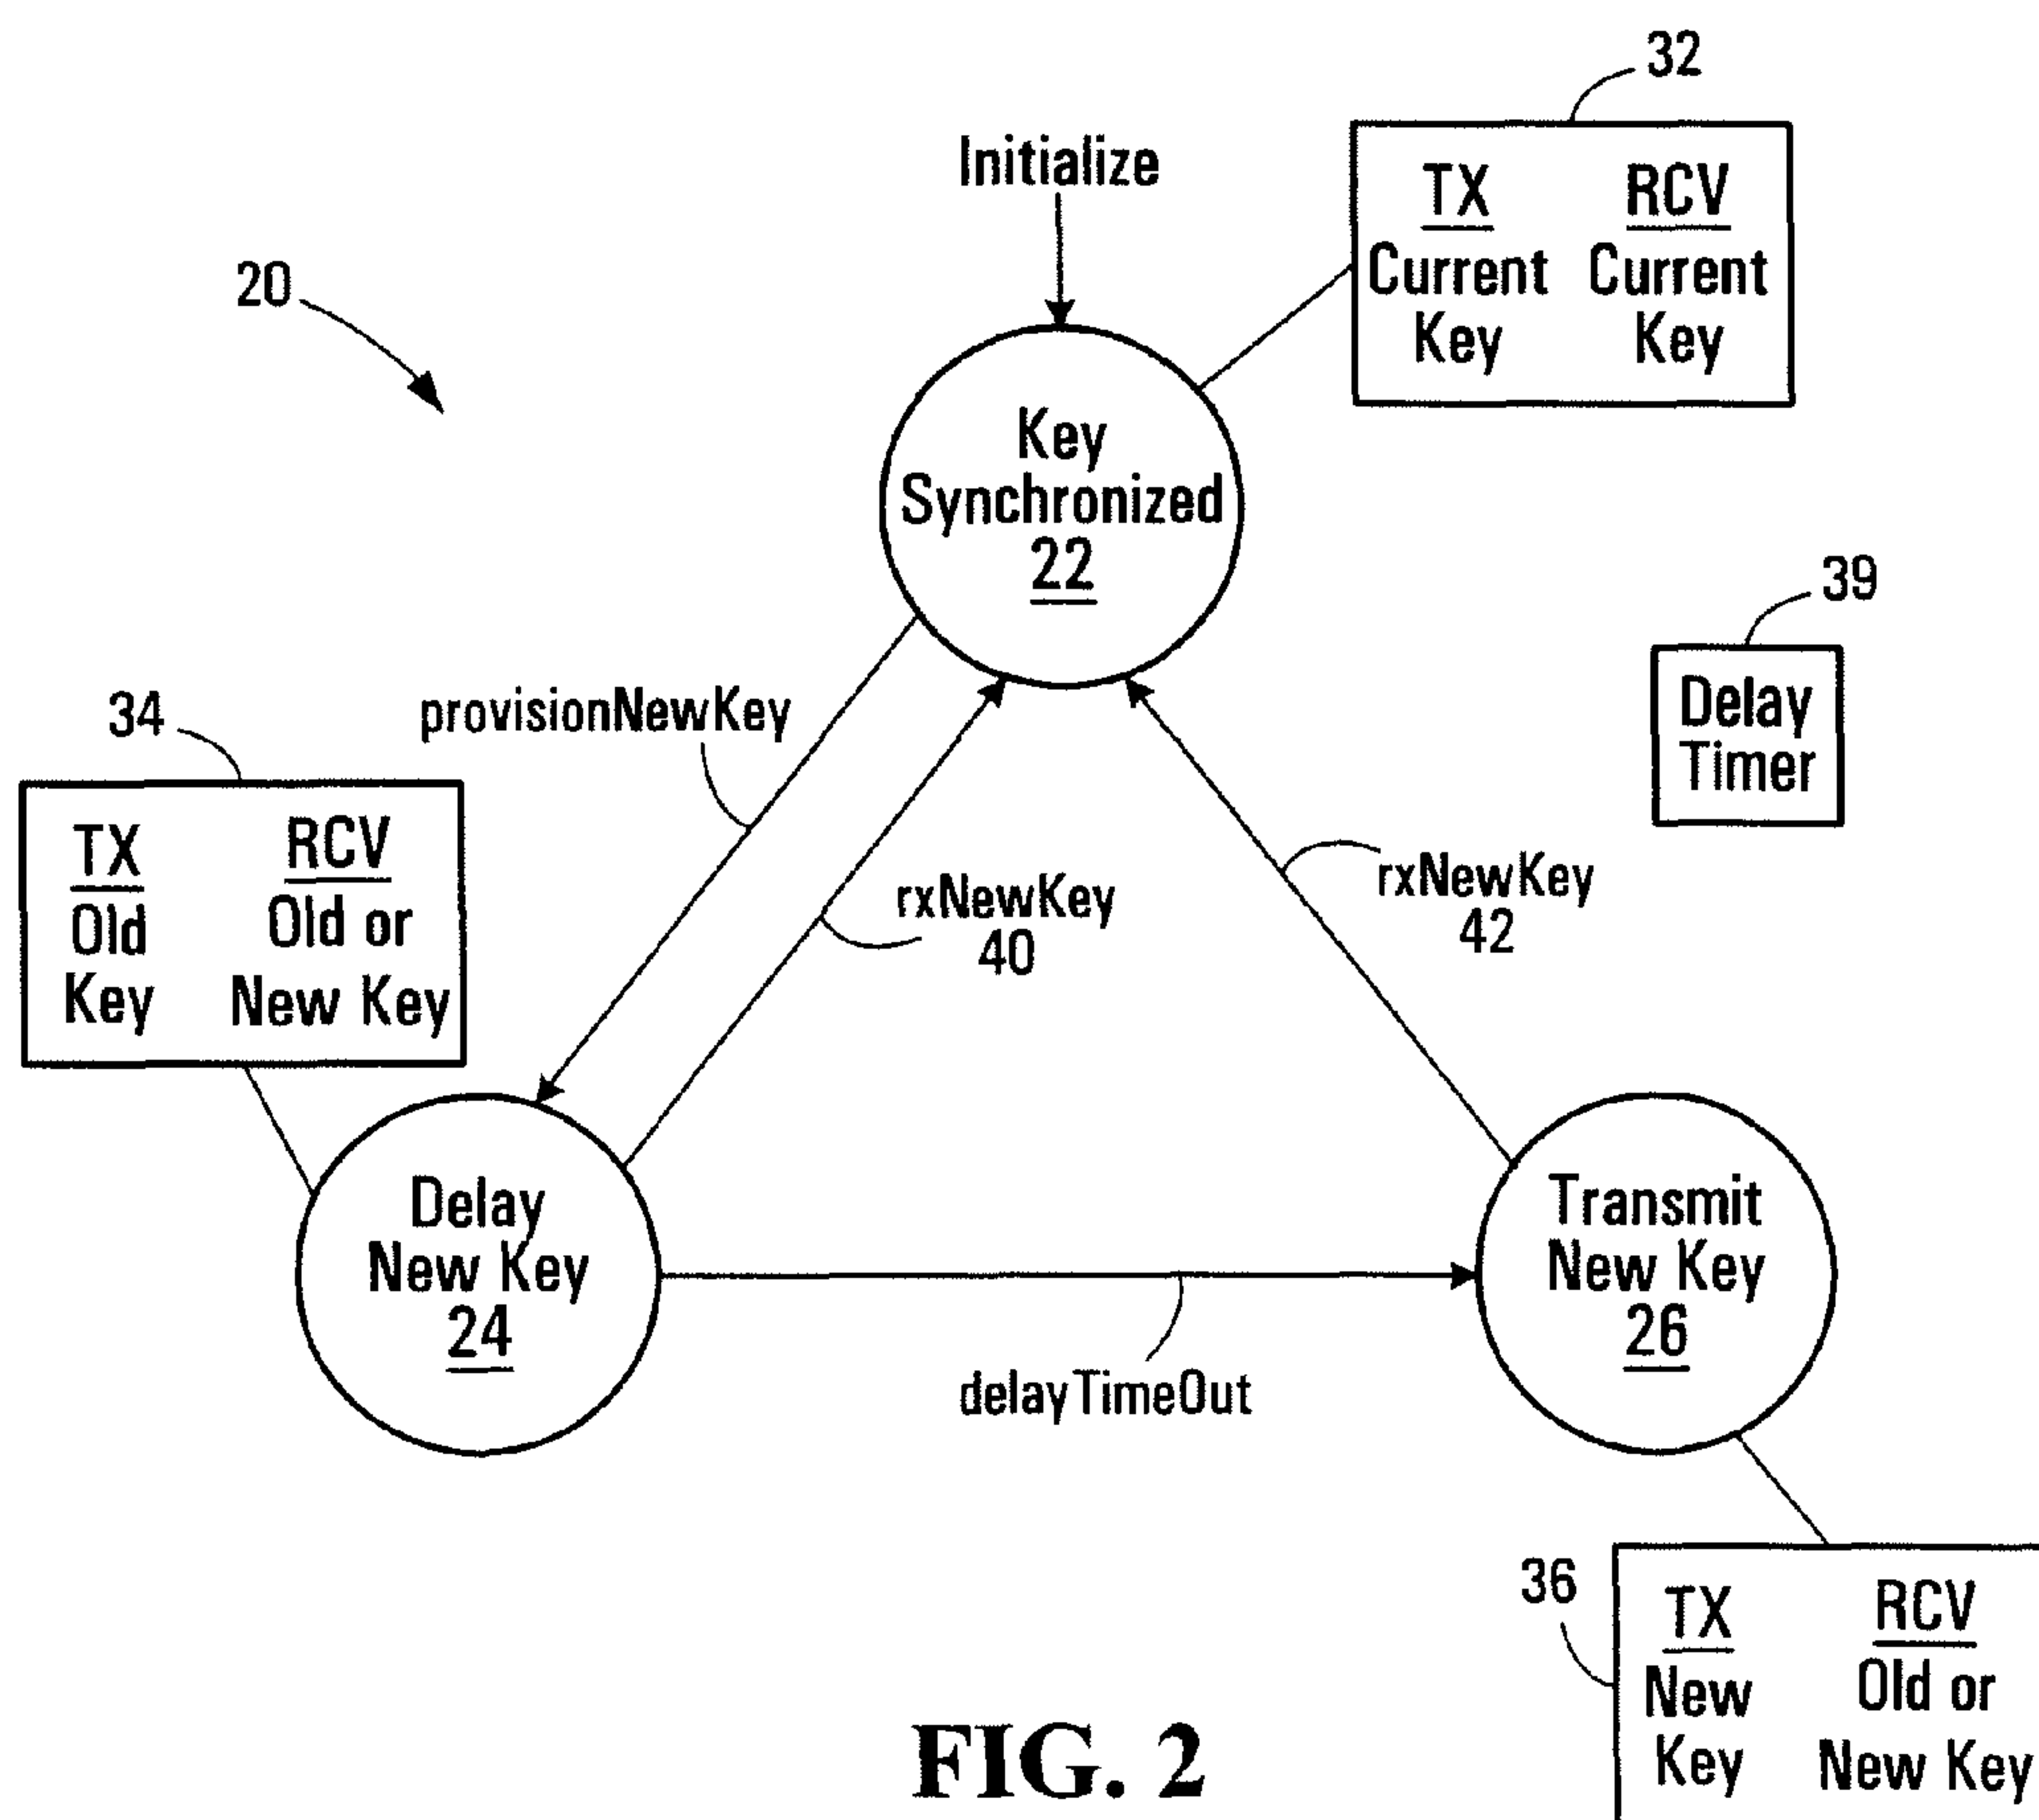 32
Initialize
TX RCV
Current Current
Key Key
20
Key
Synchronized
22
39
Delay
Timer
provisionNewKey
34
TX RCV
Old Old or
Key New Key
rxNewKey
40
rxNewKey
42
Delay
New Key
24
Transmit
New Key
26
delayTimeOut
36
TX RCV
New Old or
Key New Key
FIG. 2